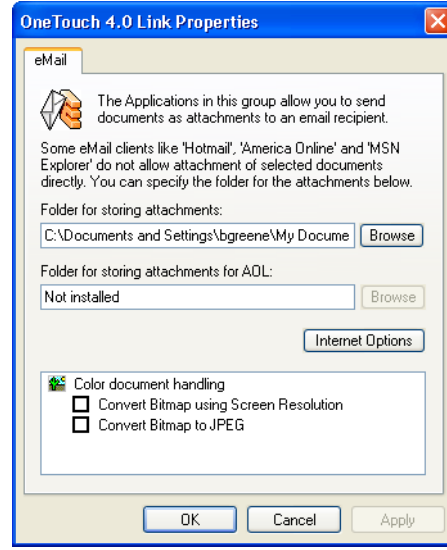 OneTouch 4.0 Link Properties
eMail
The Applications in this group allow you to send
documents as attachments to an email recipient.
Some eMail clients like 'Hotmail', 'America Online' and 'MSN
Explorer' do not allow attachment of selected documents
directly. You can specify the folder for the attachments below.
Folder for storing attachments:
C:\Documents and Settings\bgreene\My Docume Browse
Folder for storing attachments for AOL:
Not installed Browse
Internet Options
Color document handling
Convert Bitmap using Screen Resolution
Convert Bitmap to JPEG
OK Cancel Apply